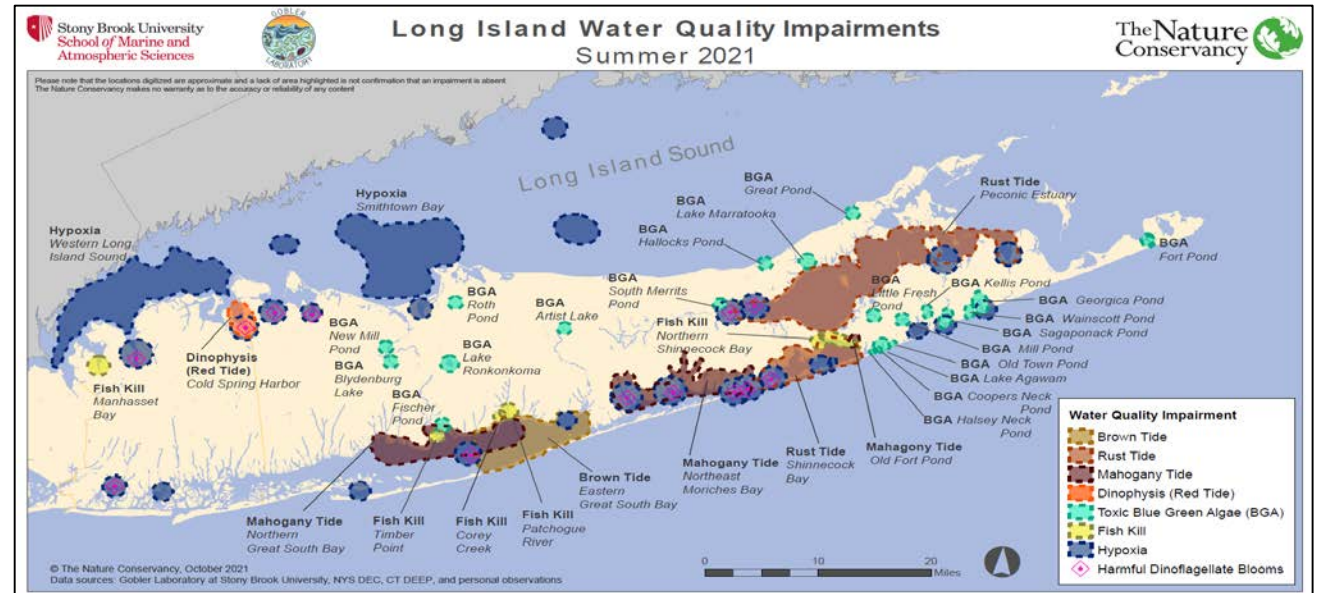 Stony Brook University
School of Marine and
Atmospheric Sciences
GOBLER
LABORATORY
Long Island Water Quality Impairments
Summer 2021
The Nature
Conservancy
Please note that the locations digitized are approximate and a lack of area highlighted is not confirmation that an impairment is absent
The Nature Conservancy makes no warranty as to the accuracy or reliability of any content
Long Island Sound
Hypoxia
Western Long
Island Sound
Hypoxia
Smithtown Bay
BGA
Great Pond
BGA
Lake Marratooka
BGA
Hallocks Pond
Rust Tide
Peconic Estuary
BGA
Fort Pond
BGA
South Merrits
Pond
BGA
Little Fresh
Pond
BGA Kellis Pond
BGA Georgica Pond
BGA Wainscott Pond
BGA Sagaponack Pond
BGA Mill Pond
BGA Old Town Pond
BGA Lake Agawam
BGA Coopers Neck
Pond
BGA Halsey Neck
Pond
BGA
Roth
Pond
BGA
Artist Lake
Fish Kill
Northern
Shinnecock Bay
BGA
New Mill
Pond
BGA
Blydenburg
Lake
BGA
Lake
Ronkonkoma
Dinophysis
(Red Tide)
Cold Spring Harbor
Fish Kill
Manhasset
Bay
BGA
Fischer
Pond
Mahogany Tide
Northern
Great South Bay
Fish Kill
Timber
Point
Fish Kill
Corey
Creek
Fish Kill
Patchogue
River
Brown Tide
Eastern
Great South Bay
Mahogany Tide
Northeast
Moriches Bay
Rust Tide
Shinnecock
Bay
Mahagony Tide
Old Fort Pond
Water Quality Impairment
Brown Tide
Rust Tide
Mahogany Tide
Dinophysis (Red Tide)
Toxic Blue Green Algae (BGA)
Fish Kill
Hypoxia
Harmful Dinoflagellate Blooms
0 10 20
Miles
© The Nature Conservancy, October 2021
Data sources: Gobler Laboratory at Stony Brook University, NYS DEC, CT DEEP, and personal observations